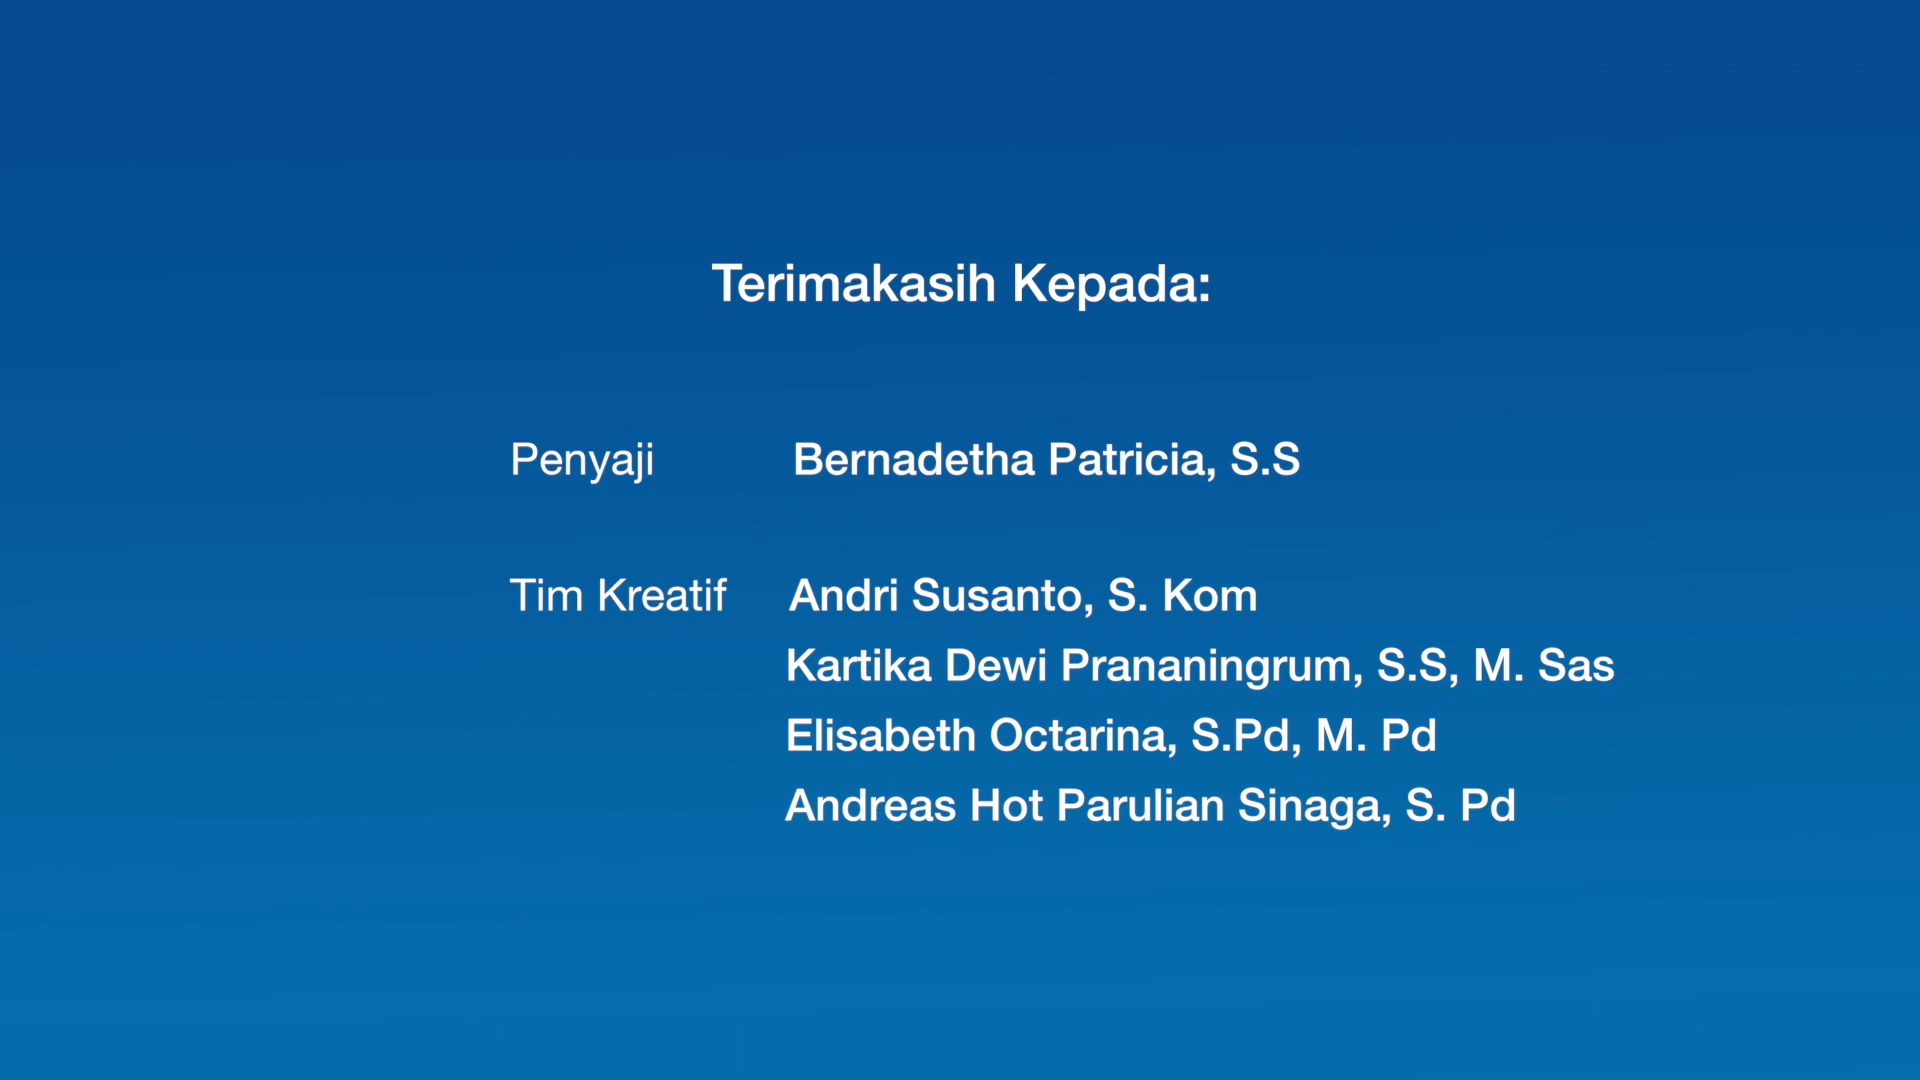 Terimakasih Kepada:
Penyaji Bernadetha Patricia, S.S
Tim Kreatif Andri Susanto, S. Kom
Kartika Dewi Prananingrum, S.S, M. Sas
Elisabeth Octarina, S.Pd, M. Pd
Andreas Hot Parulian Sinaga, S. Pd